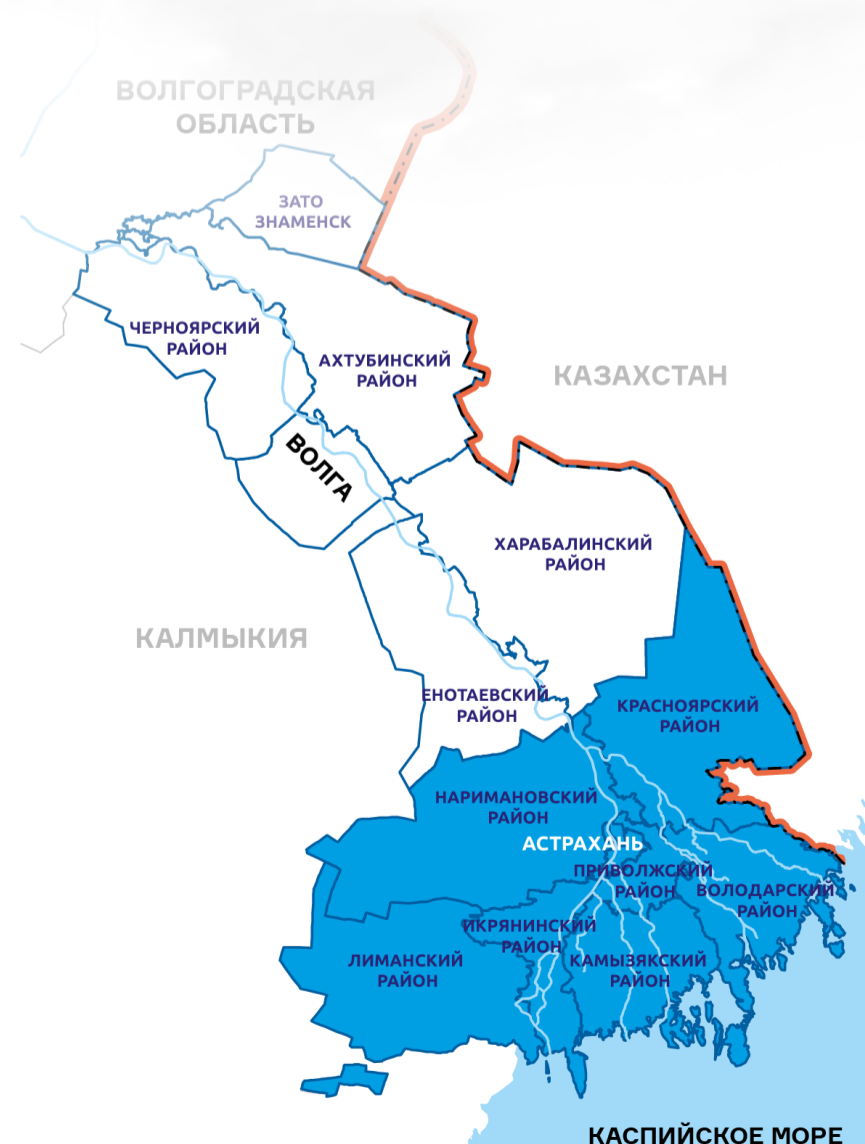 ВОЛГОГРАДСКАЯ
ОБЛАСТЬ
ЗАТО
ЗНАМЕНСК
ЧЕРНОЯРСКИЙ
РАЙОН
АХТУБИНСКИЙ
РАЙОН
КАЗАХСТАН
ВОЛГА
ХАРАБАЛИНСКИЙ
РАЙОН
КАЛМЫКИЯ
ЕНОТАЕВСКИЙ
РАЙОН
КРАСНОЯРСКИЙ
РАЙОН
НАРИМАНОВСКИЙ
РАЙОН
АСТРАХАНЬ
ПРИВОЛЖСКИЙ
РАЙОН
ВОЛОДАРСКИЙ
РАЙОН
ИКРЯНИНСКИЙ
РАЙОН
ЛИМАНСКИЙ
РАЙОН
КАМЫЗЯКСКИЙ
РАЙОН
КАСПИЙСКОЕ МОРЕ